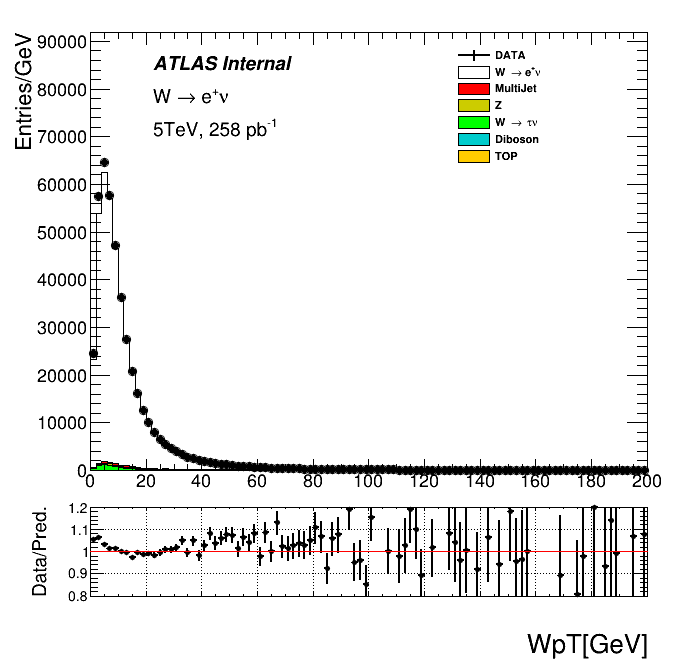 Entries/GeV
90000
80000
70000
60000
50000
40000
30000
20000
10000
0
ATLAS Internal
W → e⁺ν
5TeV, 258 pb⁻¹
DATA
W → e⁺ν
MultiJet
Z
W → τν
Diboson
TOP
0 20 40 60 80 100 120 140 160 180 200
Data/Pred.
1.2
1.1
1
0.9
0.8
WpT[GeV]